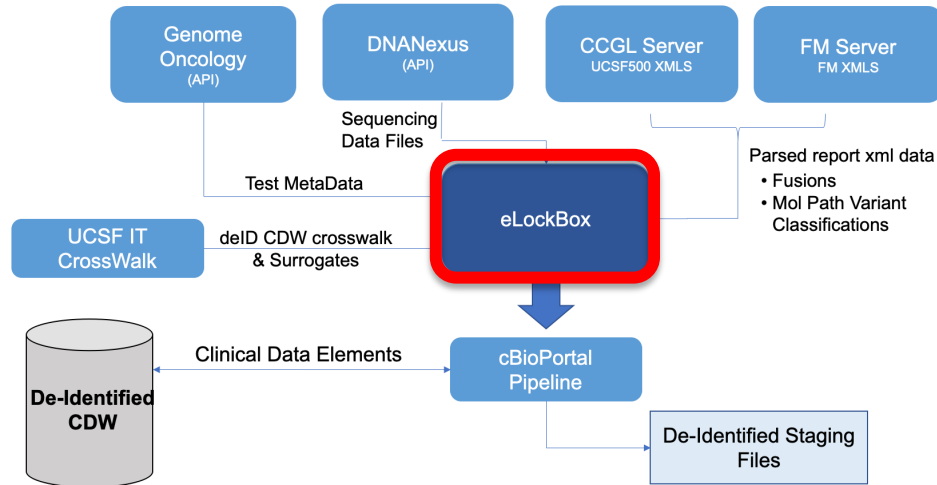 Genome
Oncology
(API)
DNANexus
(API)
CCGL Server
UCSF500 XMLS
FM Server
FM XMLS
Sequencing
Data Files
Parsed report xml data
• Fusions
• Mol Path Variant
Classifications
Test MetaData
eLockBox
UCSF IT
CrossWalk
deID CDW crosswalk
& Surrogates
Clinical Data Elements
cBioPortal
Pipeline
De-Identified
CDW
De-Identified Staging
Files